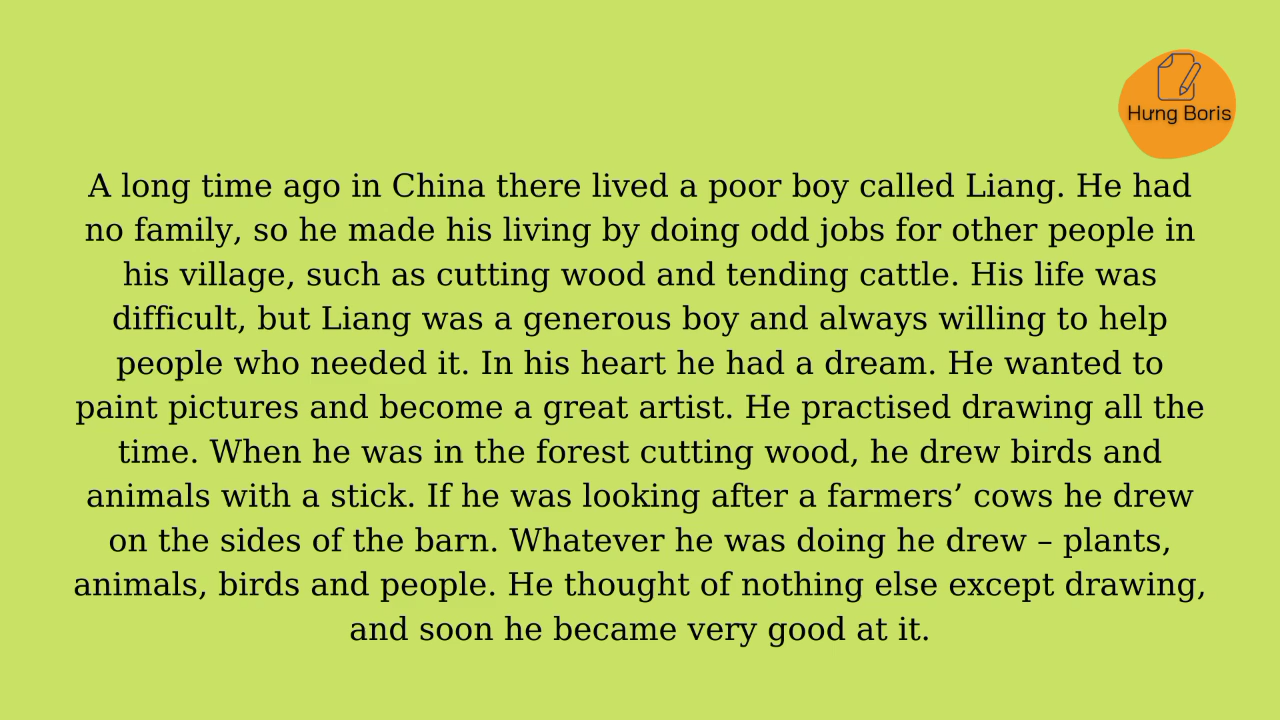 Hưng Boris
A long time ago in China there lived a poor boy called Liang. He had
no family, so he made his living by doing odd jobs for other people in
his village, such as cutting wood and tending cattle. His life was
difficult, but Liang was a generous boy and always willing to help
people who needed it. In his heart he had a dream. He wanted to
paint pictures and become a great artist. He practised drawing all the
time. When he was in the forest cutting wood, he drew birds and
animals with a stick. If he was looking after a farmers’ cows he drew
on the sides of the barn. Whatever he was doing he drew – plants,
animals, birds and people. He thought of nothing else except drawing,
and soon he became very good at it.